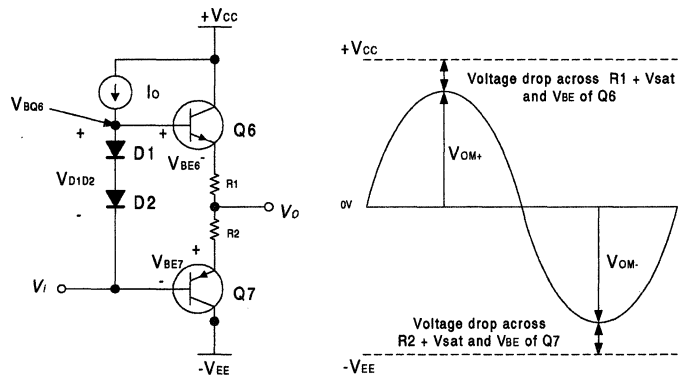 +VCC
IO
VBQ6
+
+
Q6
D1
VBE6
-
VD1D2
R1
D2
-
VO
R2
+
VBE7
-
Vi
Q7
-VEE
+VCC
Voltage drop across R1 + Vsat
and VBE of Q6
VOM+
0V
VOM-
Voltage drop across
R2 + Vsat and VBE of Q7
-VEE